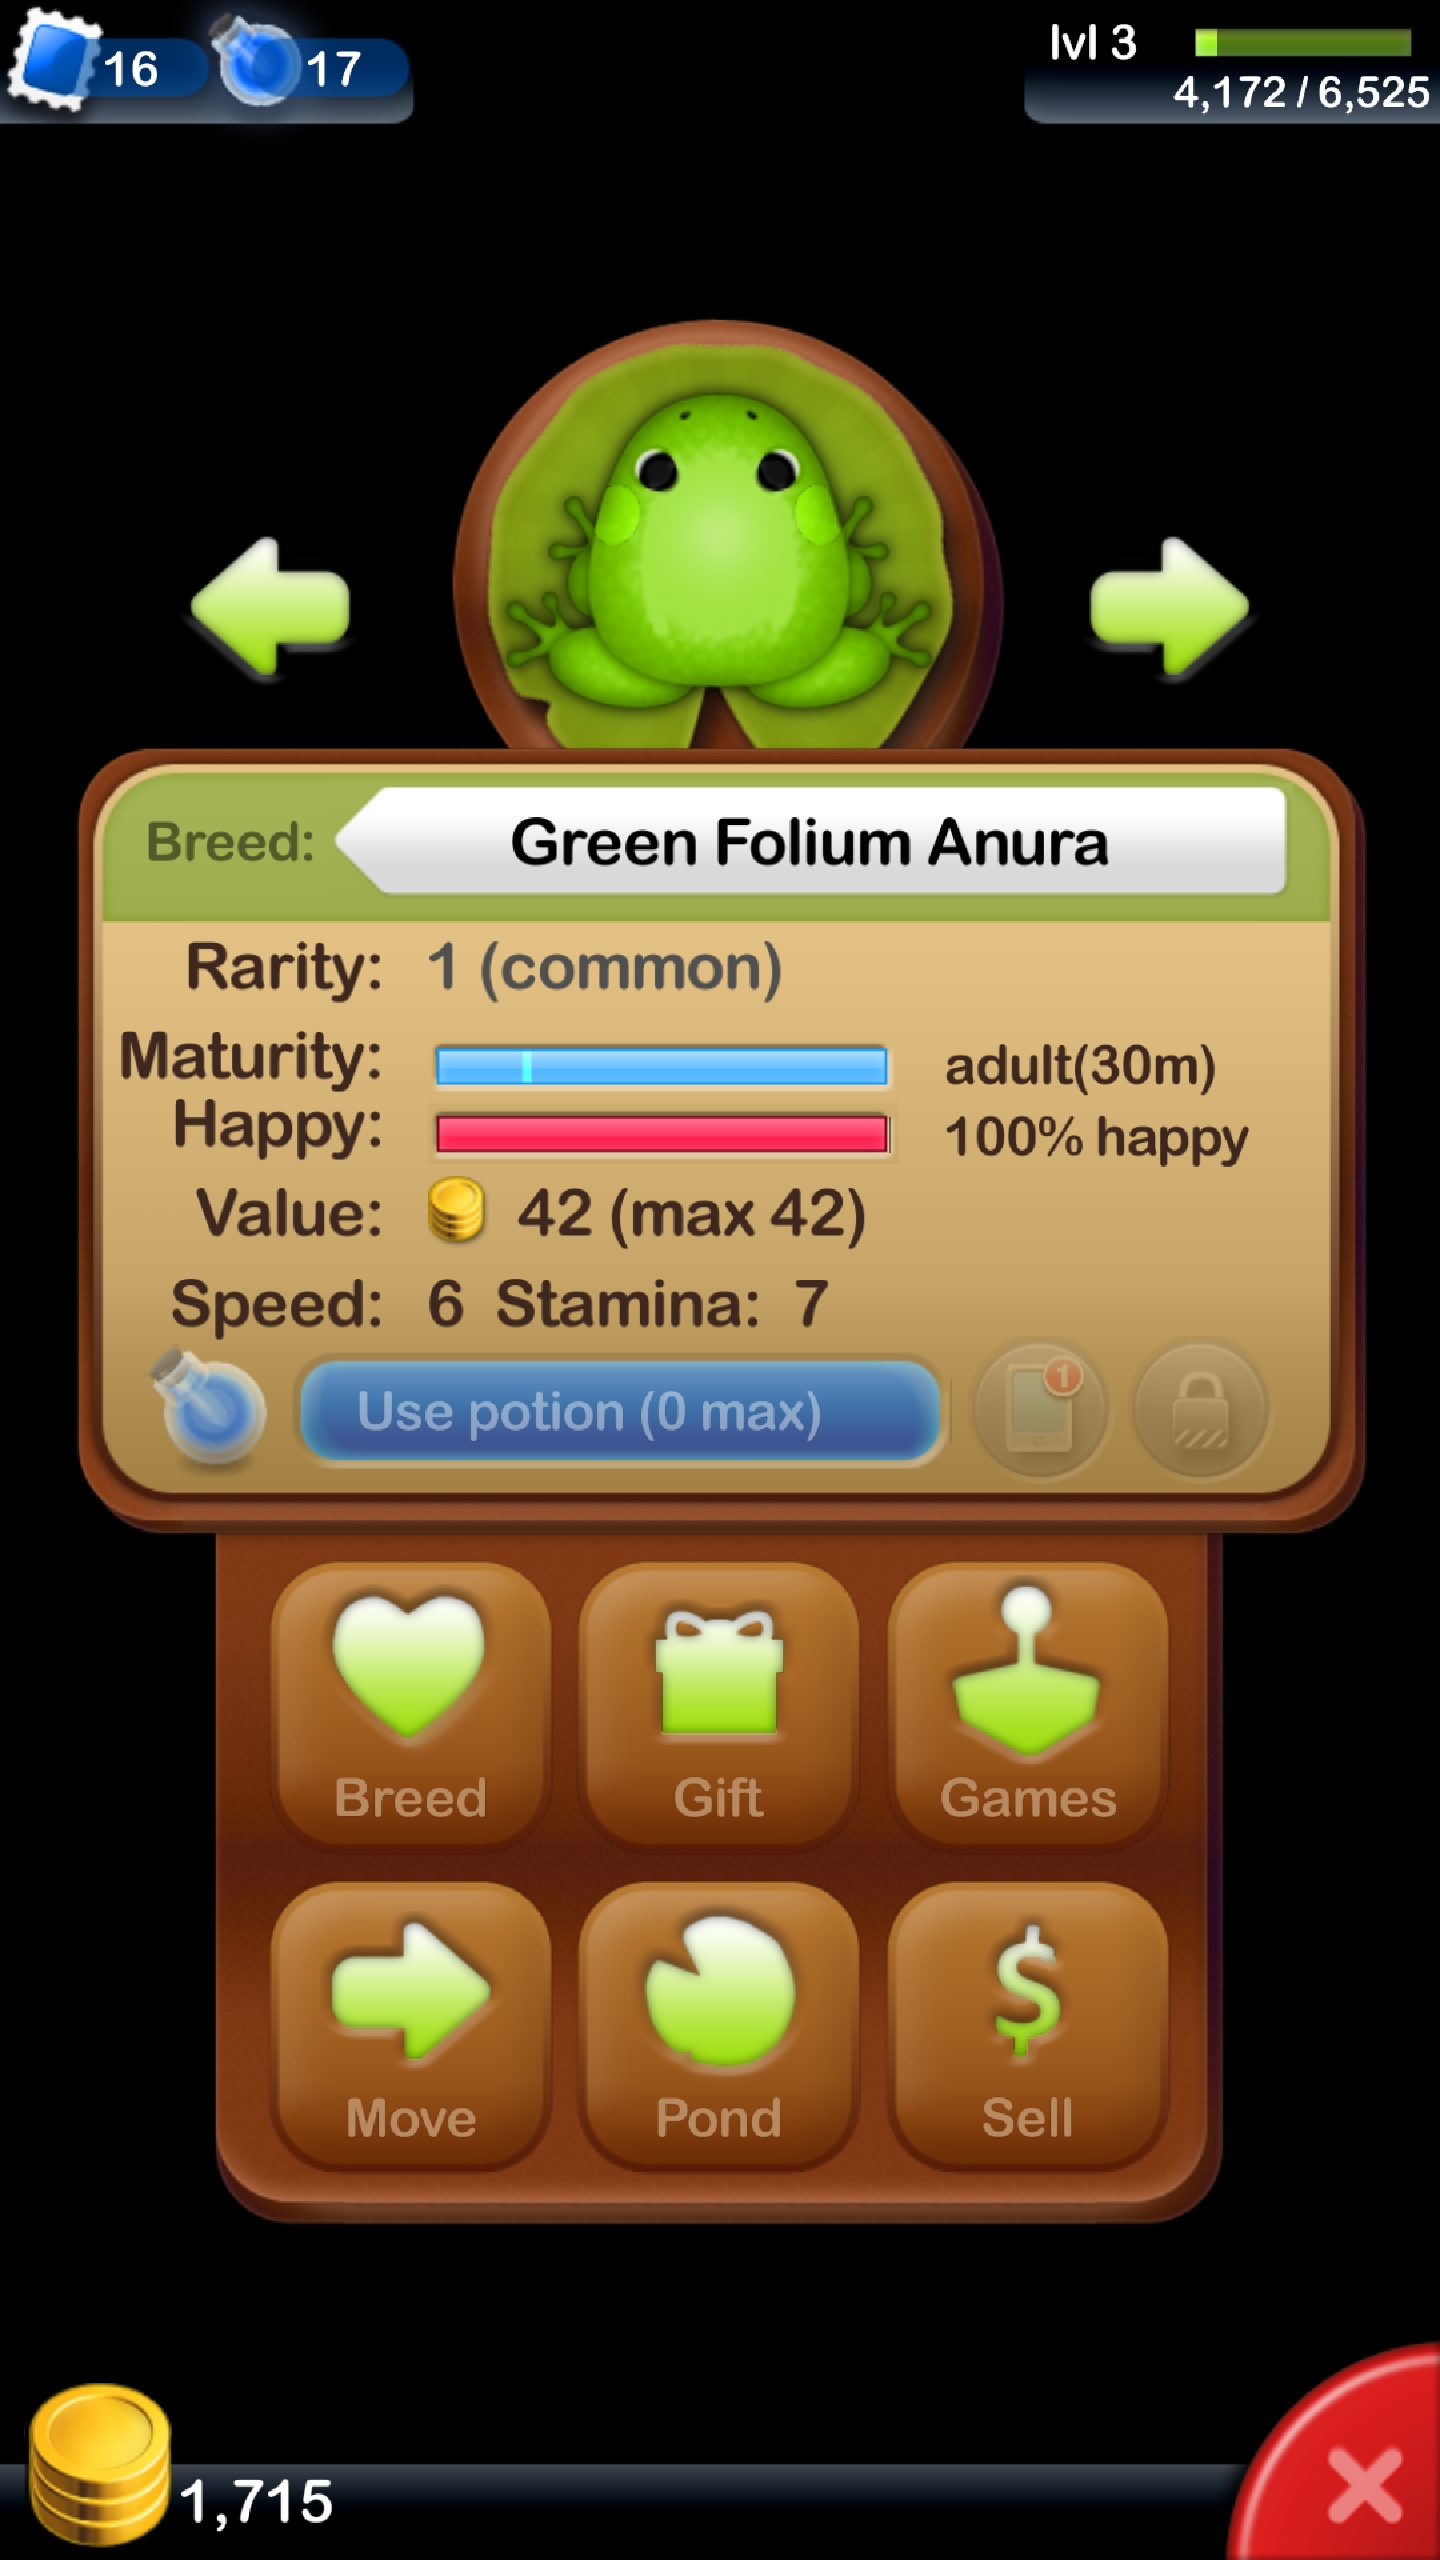 16 17 lvl 3
4,172 / 6,525
Breed: Green Folium Anura
Rarity: 1 (common)
Maturity: adult(30m)
Happy: 100% happy
Value: 42 (max 42)
Speed: 6 Stamina: 7
Use potion (0 max) 1
Breed Gift Games
Move Pond Sell
1,715